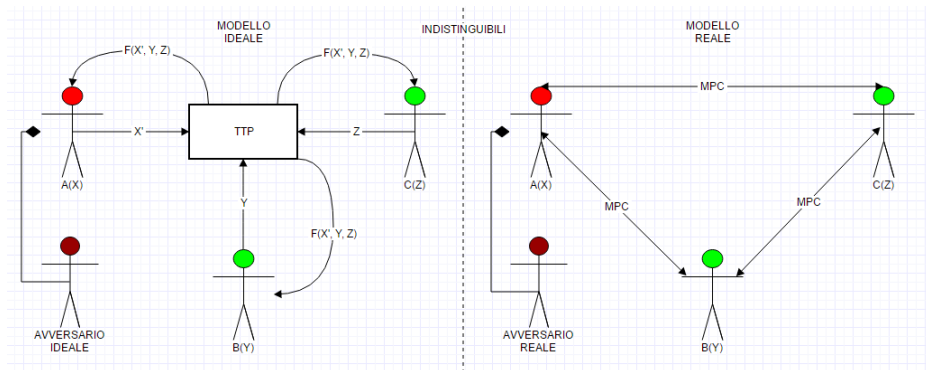 MODELLO
IDEALE
INDISTINGUIBILI
MODELLO
REALE
F(X', Y, Z)
F(X', Y, Z)
MPC
X'
TTP
Z
A(X)
C(Z)
A(X)
C(Z)
Y
MPC
MPC
F(X', Y, Z)
AVVERSARIO
IDEALE
B(Y)
AVVERSARIO
REALE
B(Y)